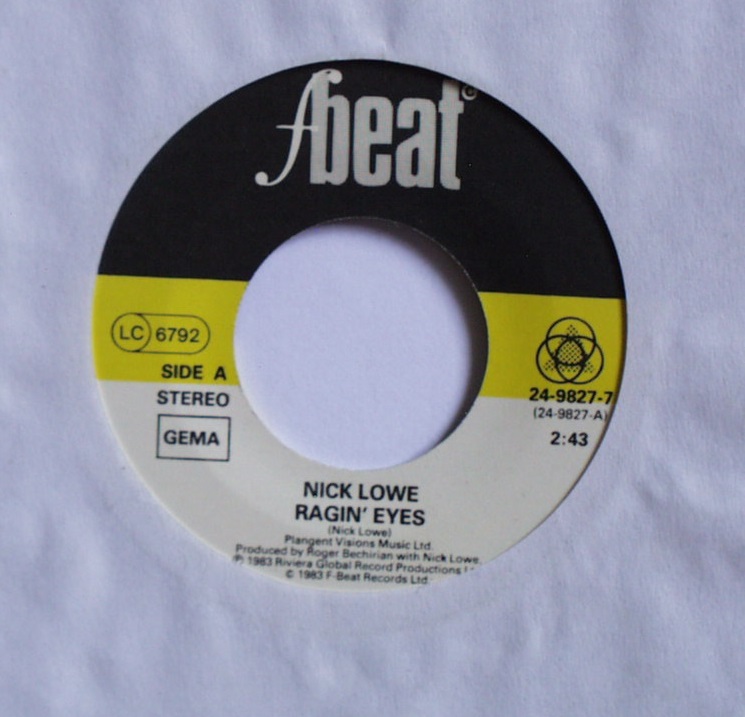 fbeat©
LC 6792
SIDE A
STEREO
GEMA
24-9827-7
(24-9827-A)
2:43
NICK LOWE
RAGIN' EYES
(Nick Lowe)
Plangent Visions Music Ltd.
Produced by Roger Bechirian with Nick Lowe
℗ 1983 Riviera Global Record Productions
© 1983 F-Beat Records Ltd.